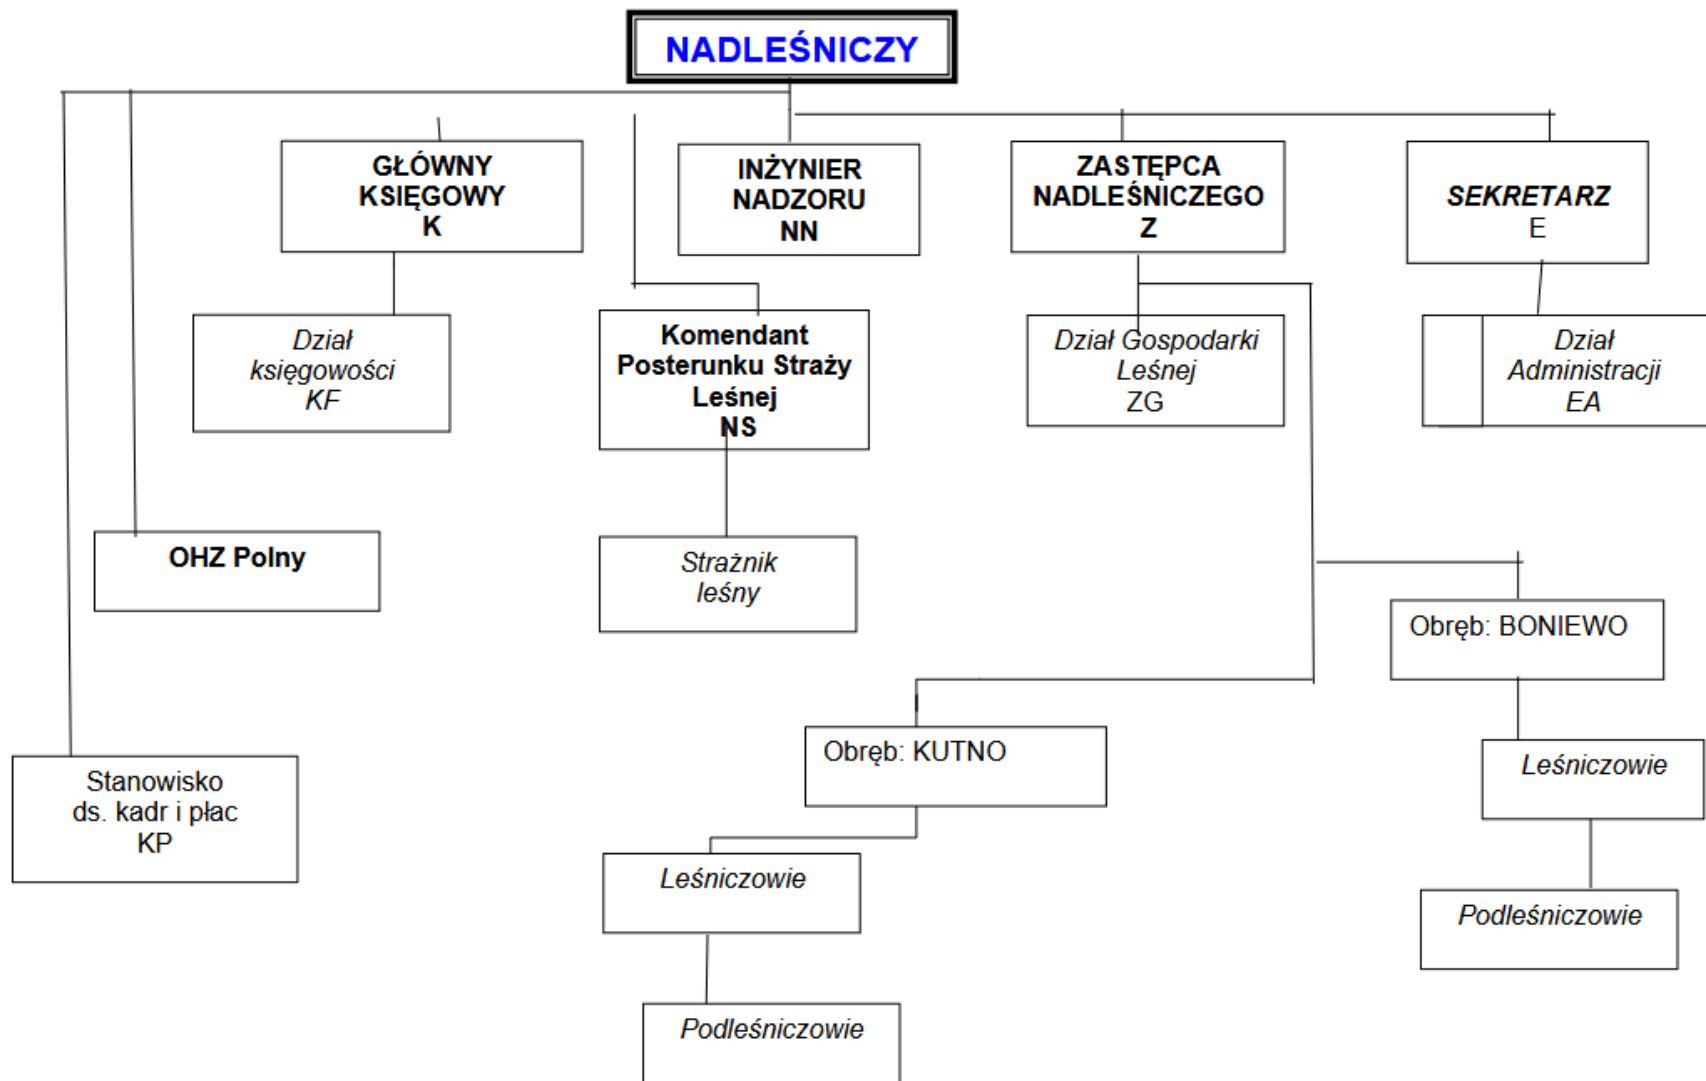 NADLEŚNICZY
GŁÓWNY
KSIĘGOWY
K
INŻYNIER
NADZORU
NN
ZASTĘPCA
NADLEŚNICZEGO
Z
SEKRETARZ
E
Dział
księgowości
KF
Komendant
Posterunku Straży
Leśnej
NS
Dział Gospodarki
Leśnej
ZG
Dział
Administracji
EA
OHZ Polny
Strażnik
leśny
Obręb: BONIEWO
Obręb: KUTNO
Leśniczowie
Stanowisko
ds. kadr i płac
KP
Leśniczowie
Podleśniczowie
Podleśniczowie